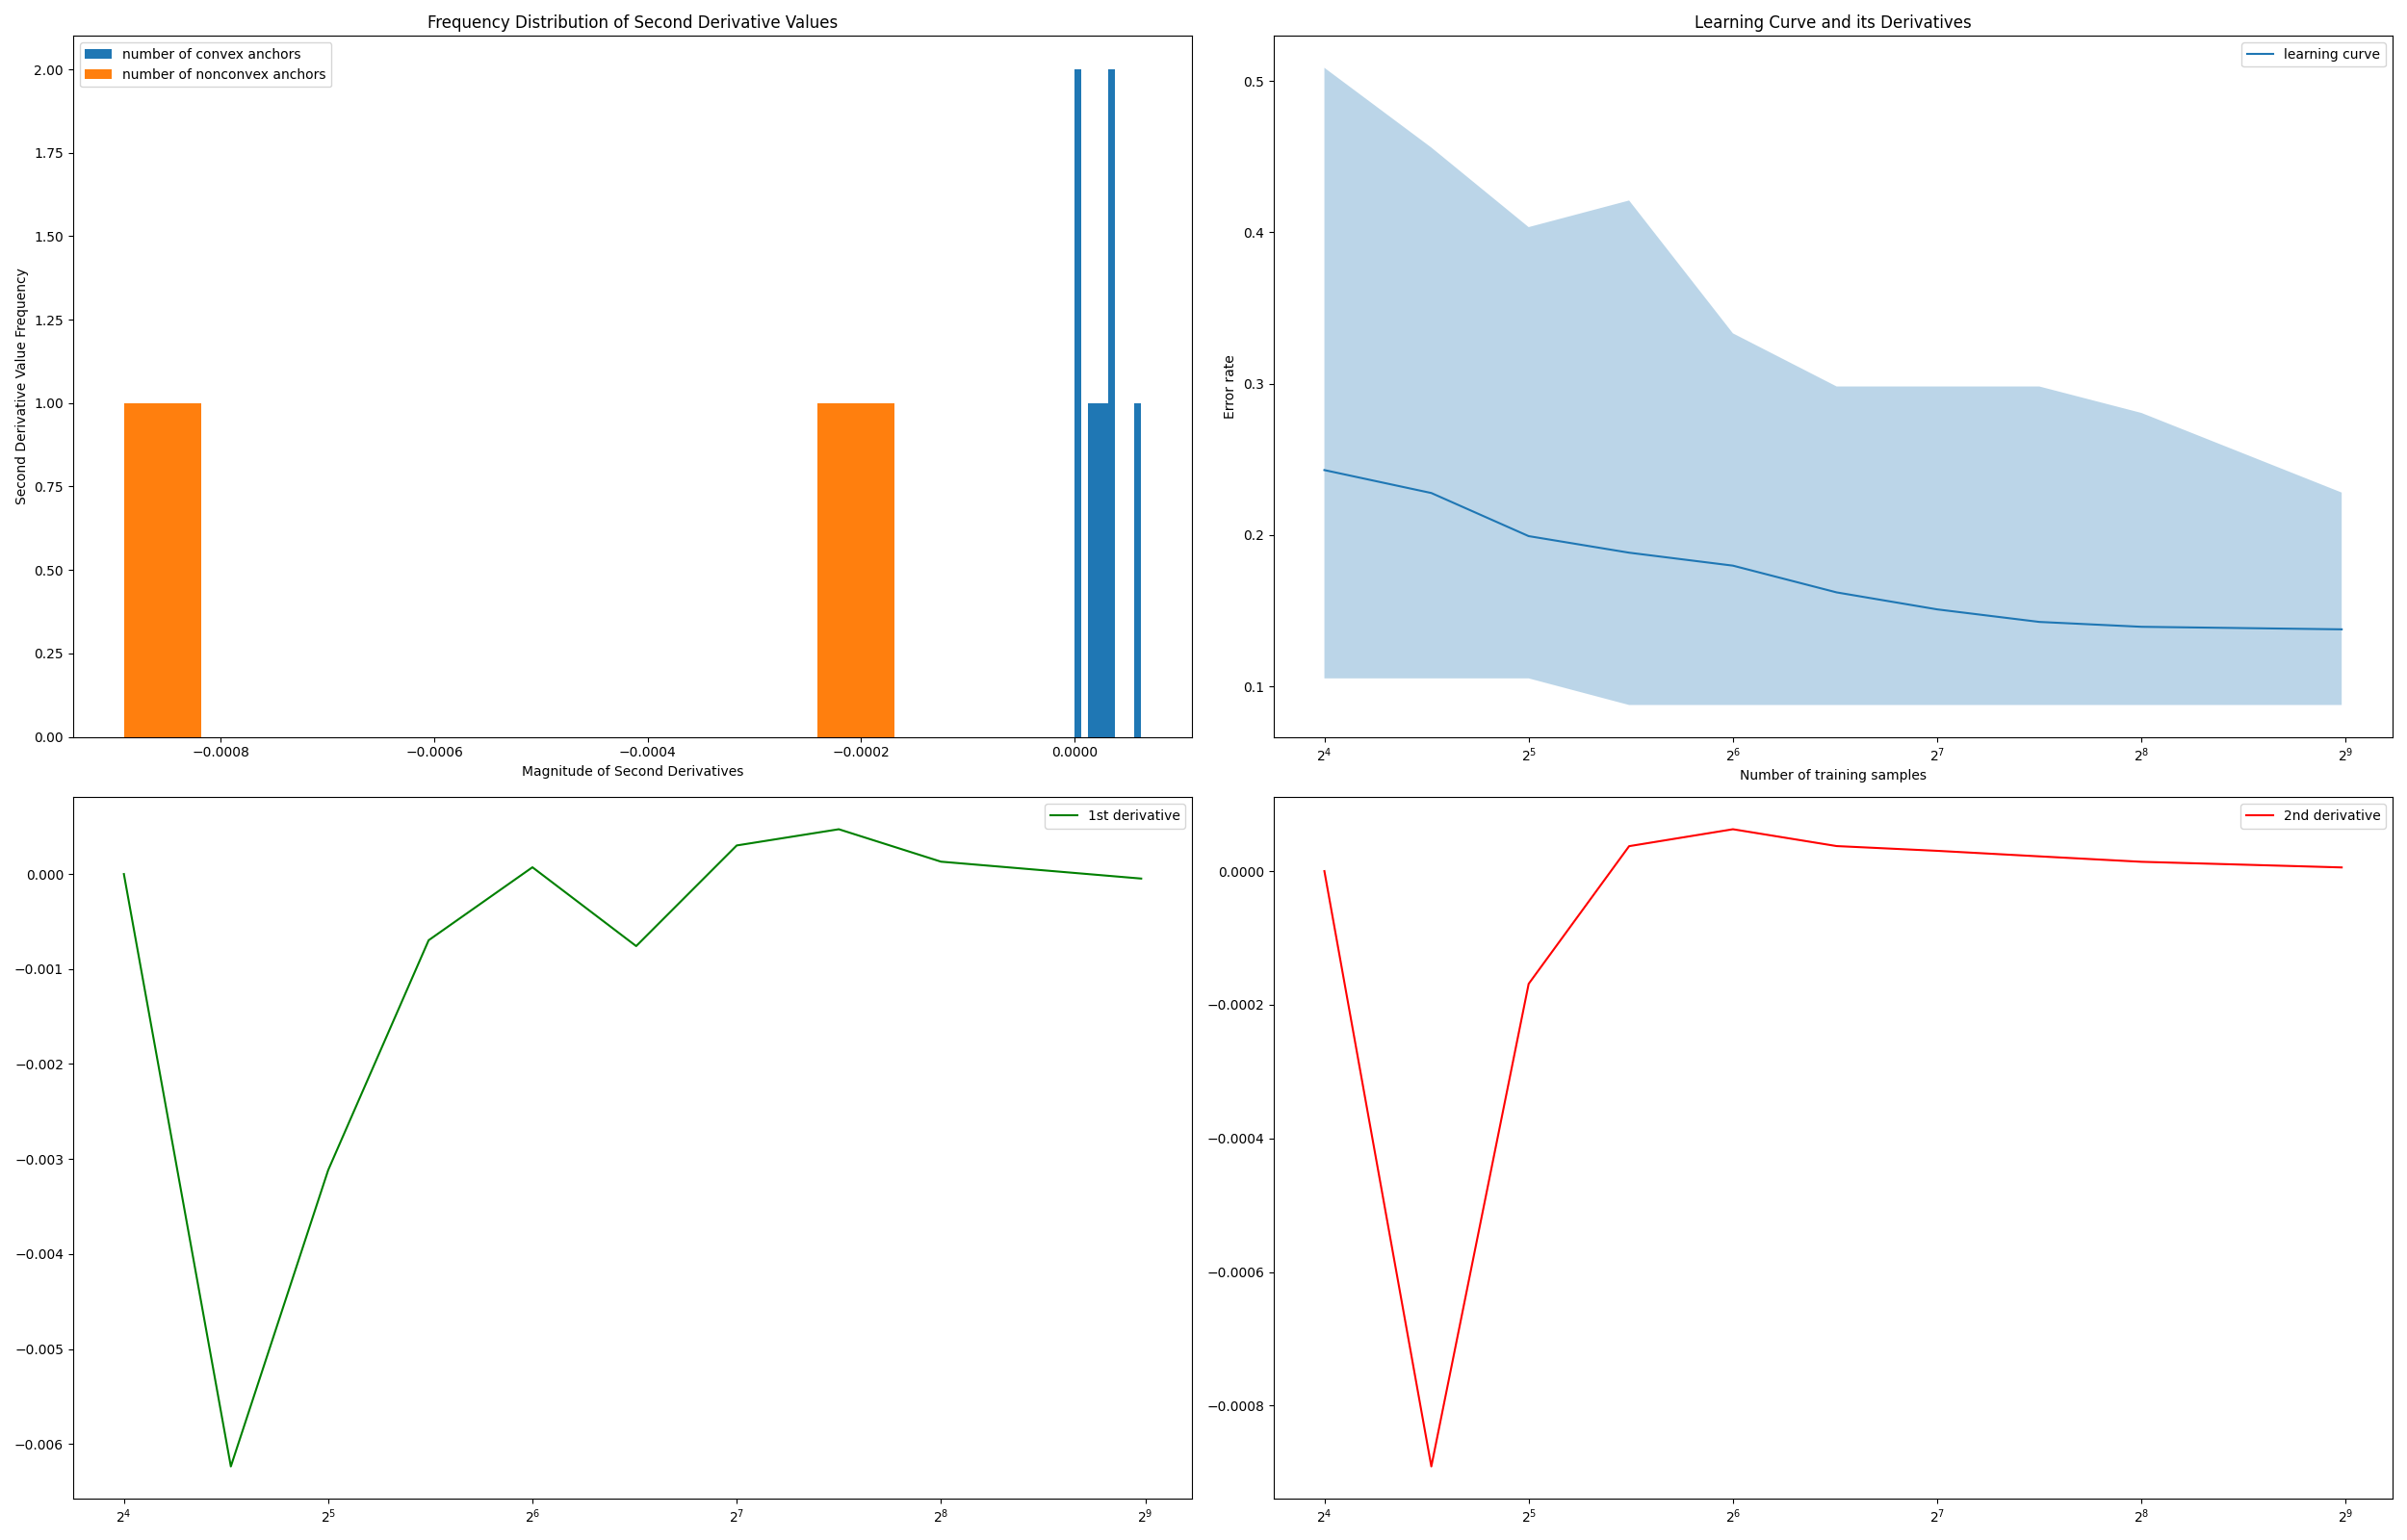 Frequency Distribution of Second Derivative Values
number of convex anchors
number of nonconvex anchors
2.00
1.75
1.50
1.25
1.00
0.75
0.50
0.25
0.00
Second Derivative Value Frequency
−0.0008 −0.0006 −0.0004 −0.0002 0.0000
Magnitude of Second Derivatives
Learning Curve and its Derivatives
learning curve
0.5
0.4
0.3
0.2
0.1
Error rate
2⁴ 2⁵ 2⁶ 2⁷ 2⁸ 2⁹
Number of training samples
1st derivative
0.000
−0.001
−0.002
−0.003
−0.004
−0.005
−0.006
2⁴ 2⁵ 2⁶ 2⁷ 2⁸ 2⁹
2nd derivative
0.0000
−0.0002
−0.0004
−0.0006
−0.0008
2⁴ 2⁵ 2⁶ 2⁷ 2⁸ 2⁹